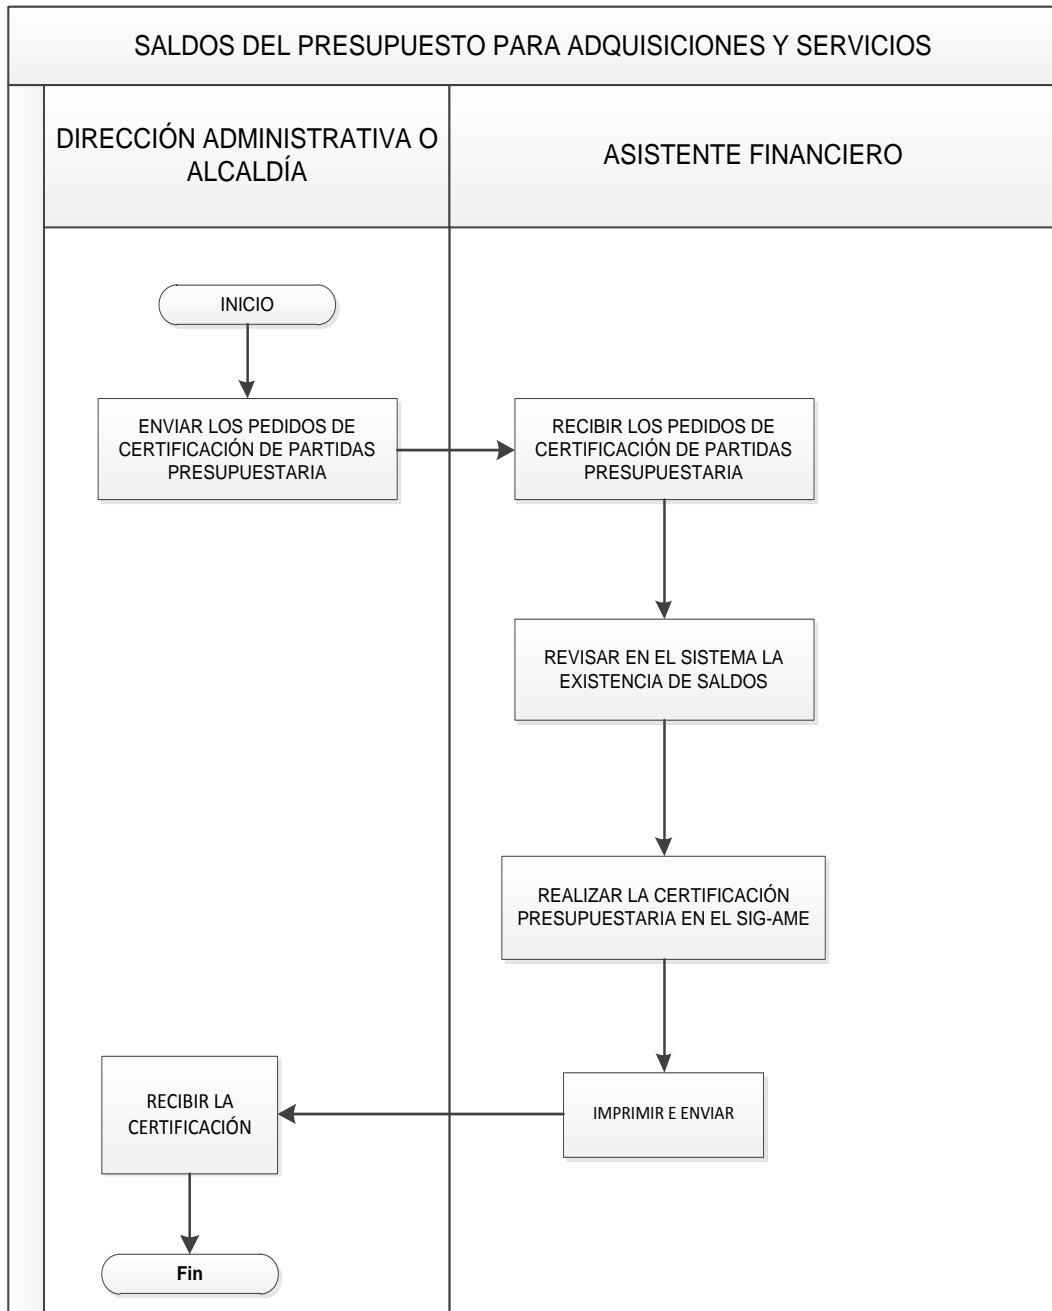 SALDOS DEL PRESUPUESTO PARA ADQUISICIONES Y SERVICIOS
DIRECCIÓN ADMINISTRATIVA O
ALCALDÍA
ASISTENTE FINANCIERO
INICIO
ENVIAR LOS PEDIDOS DE
CERTIFICACIÓN DE PARTIDAS
PRESUPUESTARIA
RECIBIR LOS PEDIDOS DE
CERTIFICACIÓN DE PARTIDAS
PRESUPUESTARIA
REVISAR EN EL SISTEMA LA
EXISTENCIA DE SALDOS
REALIZAR LA CERTIFICACIÓN
PRESUPUESTARIA EN EL SIG-AME
IMPRIMIR E ENVIAR
RECIBIR LA
CERTIFICACIÓN
Fin